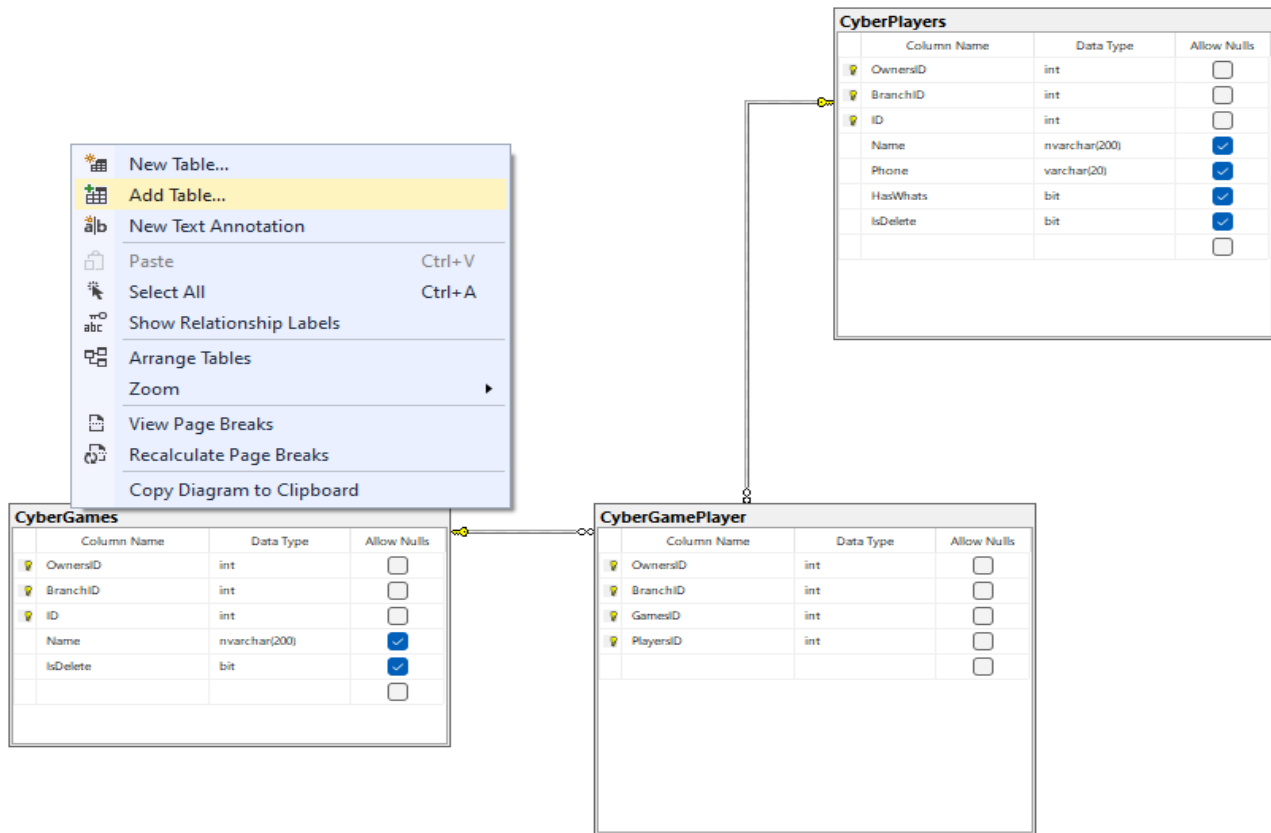 CyberPlayers
Column Name Data Type Allow Nulls
OwnersID int
BranchID int
ID int
Name nvarchar(200)
Phone varchar(20)
HasWhats bit
IsDelete bit
New Table...
Add Table...
New Text Annotation
Paste Ctrl+V
Select All Ctrl+A
abc Show Relationship Labels
Arrange Tables
Zoom
View Page Breaks
Recalculate Page Breaks
Copy Diagram to Clipboard
CyberGames
Column Name Data Type Allow Nulls
OwnersID int
BranchID int
ID int
Name nvarchar(200)
IsDelete bit
CyberGamePlayer
Column Name Data Type Allow Nulls
OwnersID int
BranchID int
GamesID int
PlayersID int